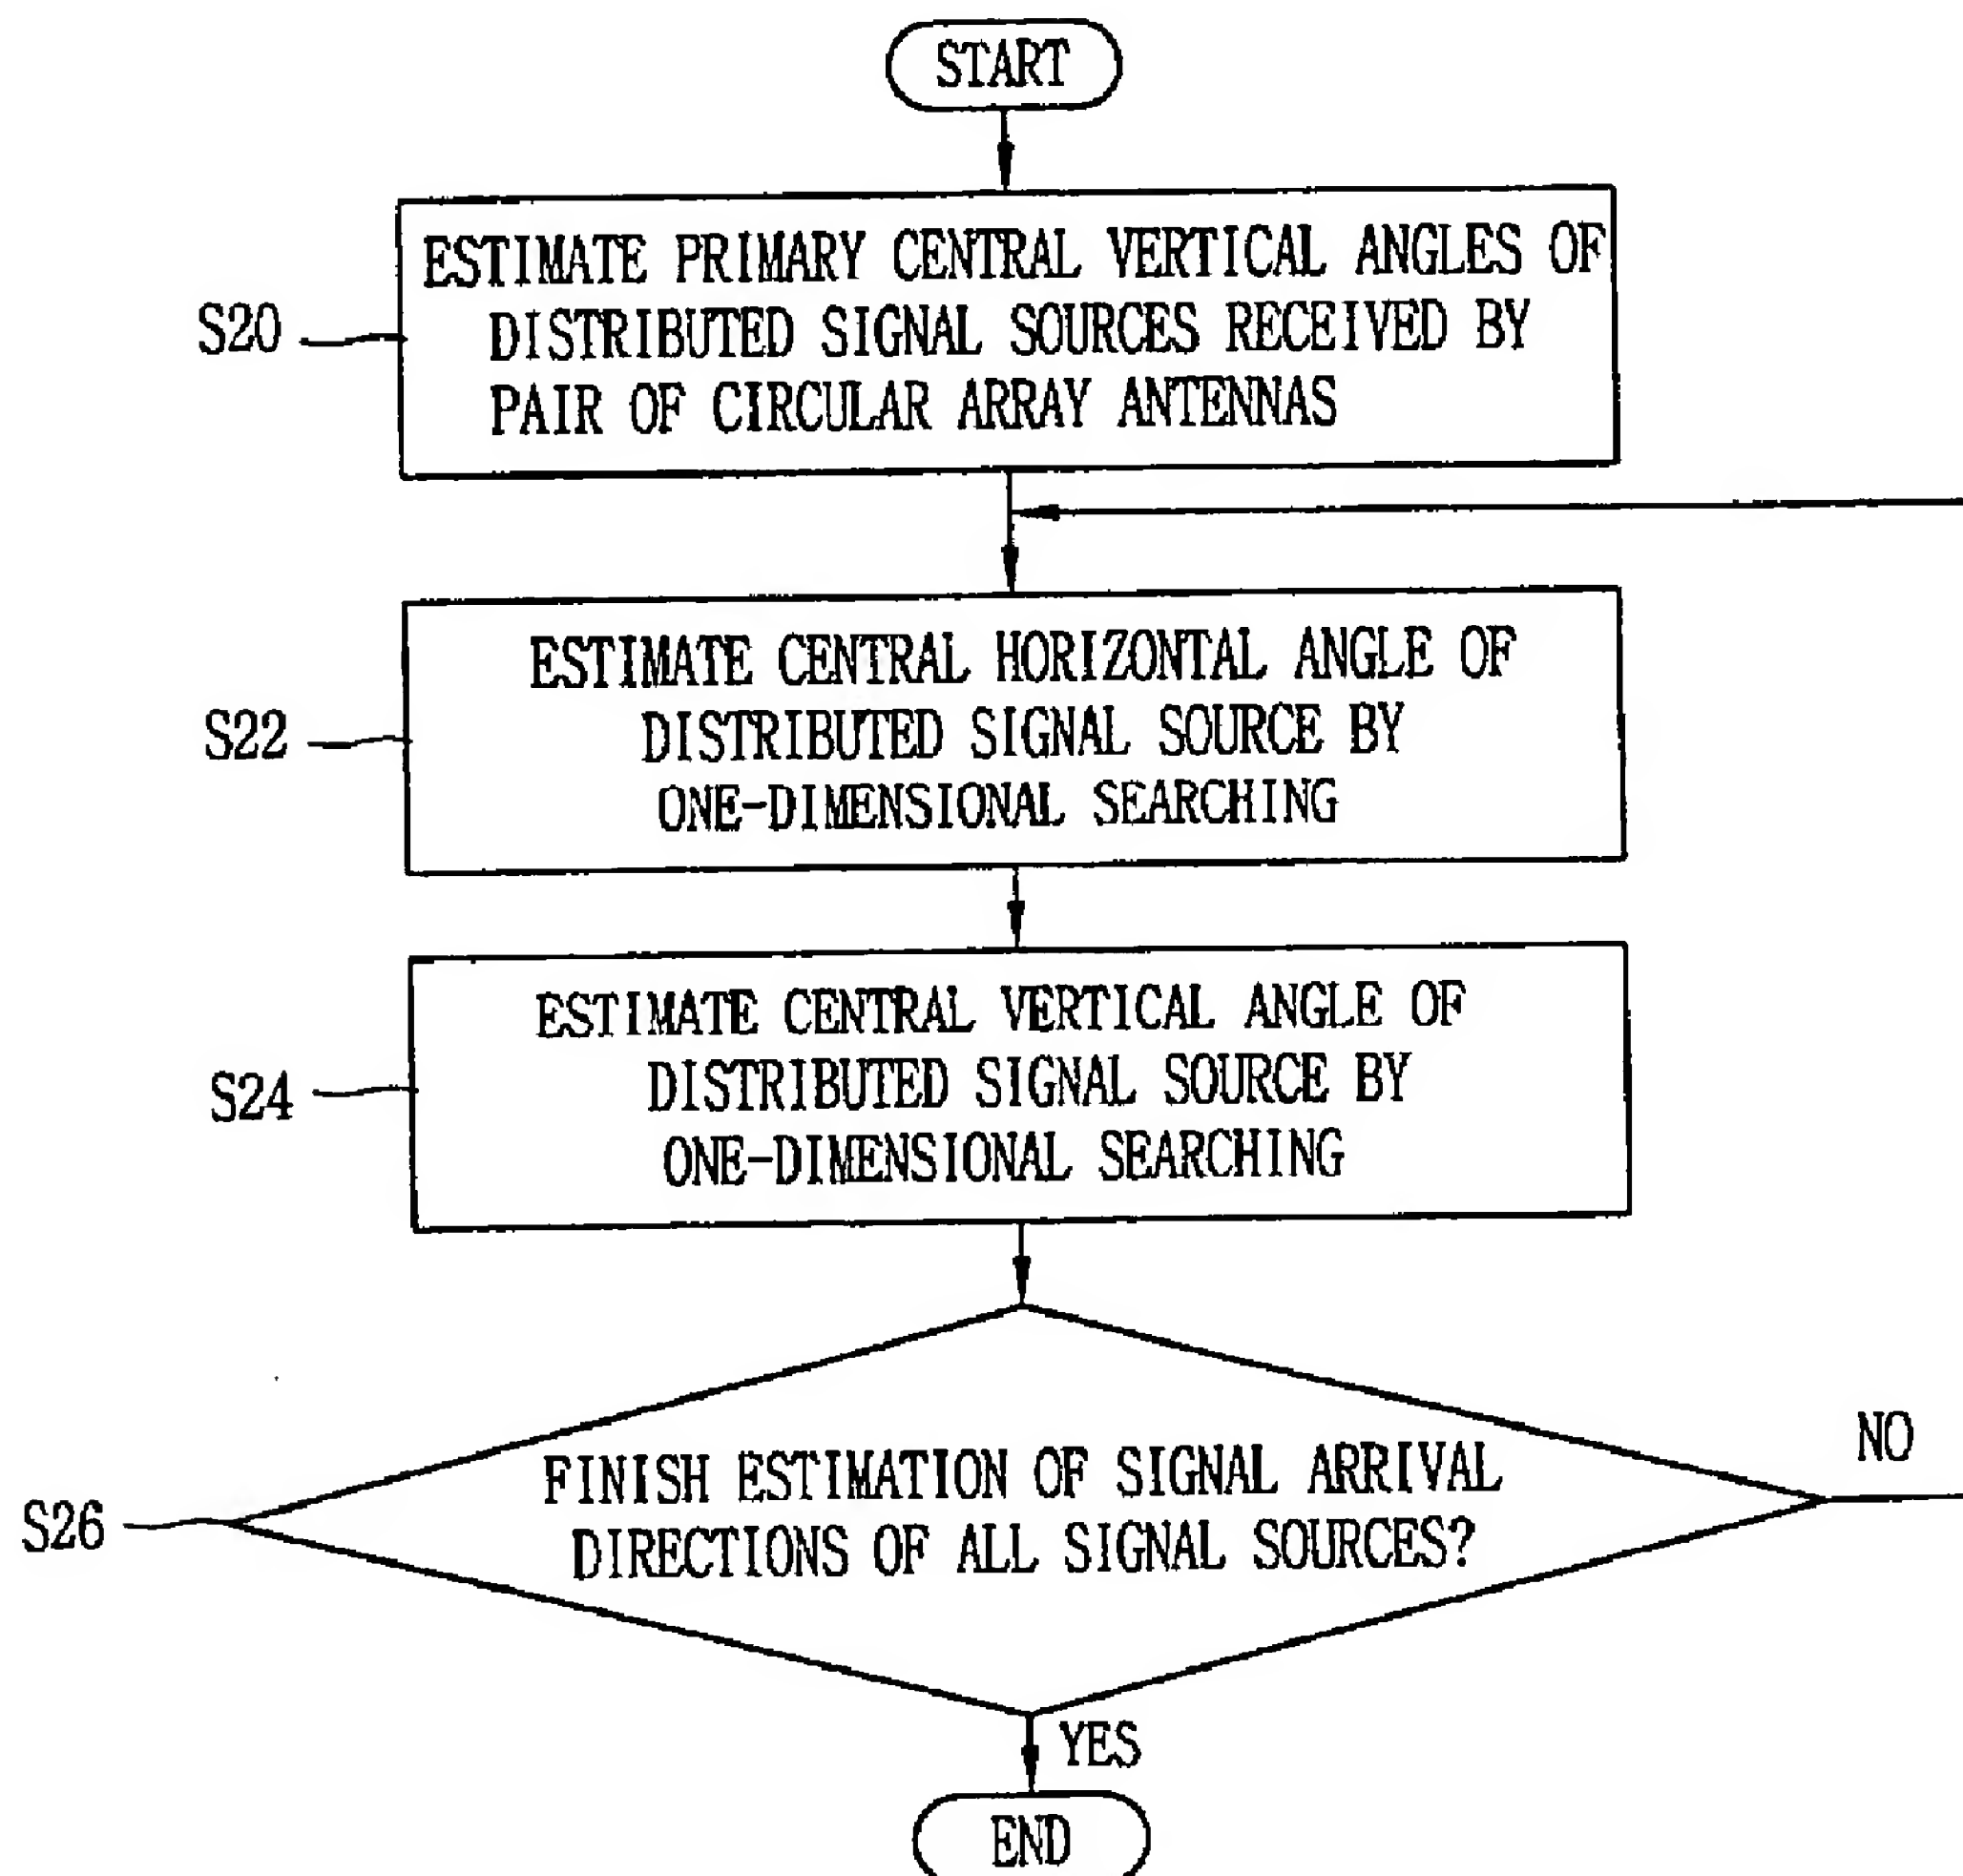 START
ESTIMATE PRIMARY CENTRAL VERTICAL ANGLES OF
DISTRIBUTED SIGNAL SOURCES RECEIVED BY
PAIR OF CIRCULAR ARRAY ANTENNAS
S20
ESTIMATE CENTRAL HORIZONTAL ANGLE OF
DISTRIBUTED SIGNAL SOURCE BY
ONE-DIMENSIONAL SEARCHING
S22
ESTIMATE CENTRAL VERTICAL ANGLE OF
DISTRIBUTED SIGNAL SOURCE BY
ONE-DIMENSIONAL SEARCHING
S24
NO
FINISH ESTIMATION OF SIGNAL ARRIVAL
DIRECTIONS OF ALL SIGNAL SOURCES?
S26
YES
END